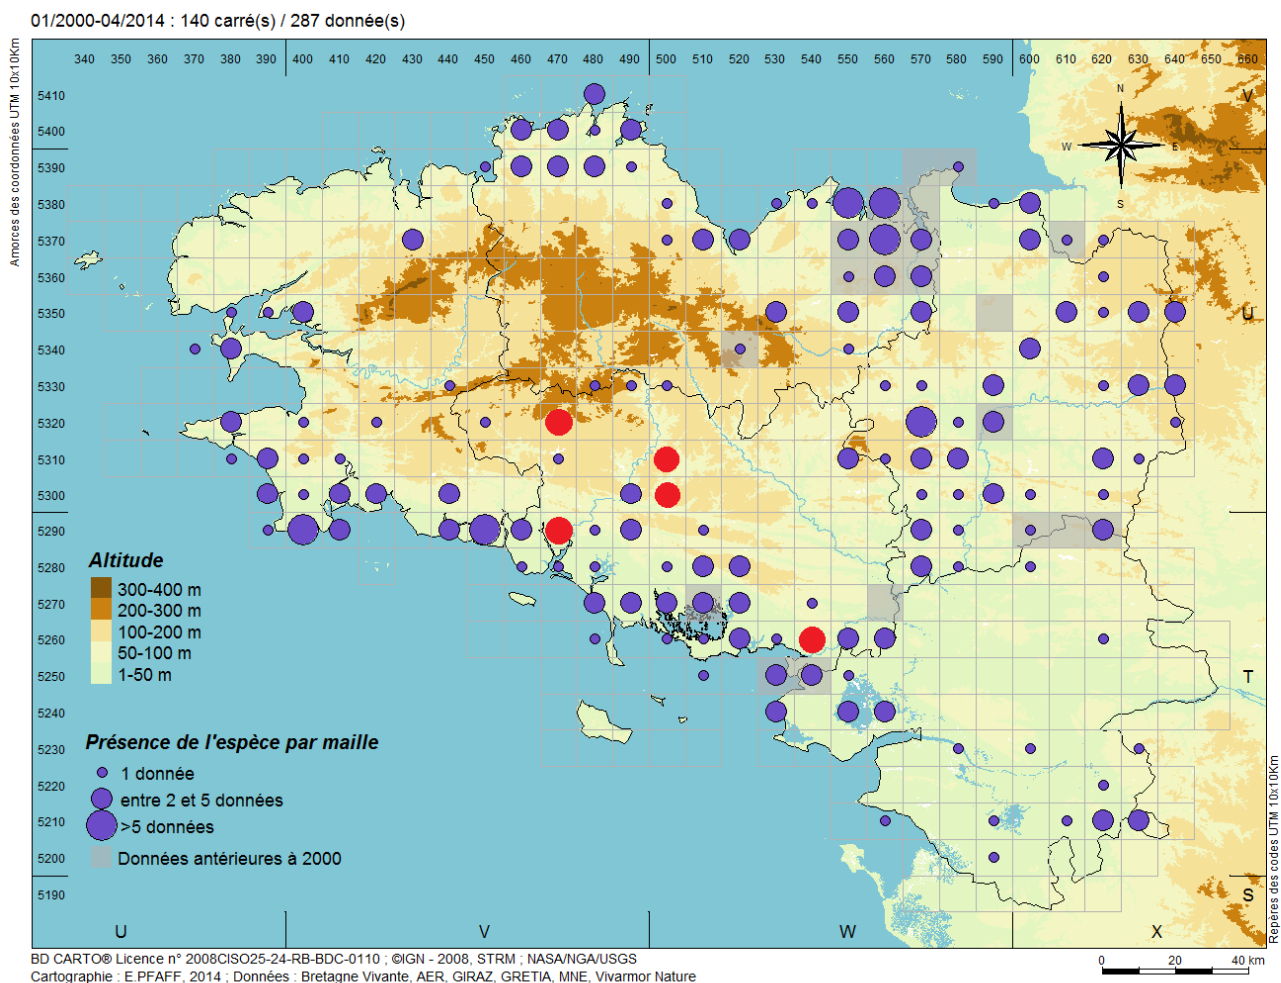 01/2000-04/2014 : 140 carré(s) / 287 donnée(s)
Amorces des coordonnées UTM 10x10Km
340 350 360 370 380 390 400 410 420 430 440 450 460 470 480 490 500 510 520 530 540 550 560 570 580 590 600 610 620 630 640 650 660
5410
5400
5390
5380
5370
5360
5350
5340
5330
5320
5310
5300
5290
5280
5270
5260
5250
5240
5230
5220
5210
5200
5190
N
W
E
S
V
U
T
S
Altitude
300-400 m
200-300 m
100-200 m
50-100 m
1-50 m
Présence de l'espèce par maille
1 donnée
entre 2 et 5 données
>5 données
Données antérieures à 2000
U V W X
Repères des codes UTM 10x10Km
BD CARTO® Licence n° 2008CISO25-24-RB-BDC-0110 ; ©IGN - 2008, STRM ; NASA/NGA/USGS
Cartographie : E.PFAFF, 2014 ; Données : Bretagne Vivante, AER, GIRAZ, GRETIA, MNE, Vivarmor Nature
0 20 40 km